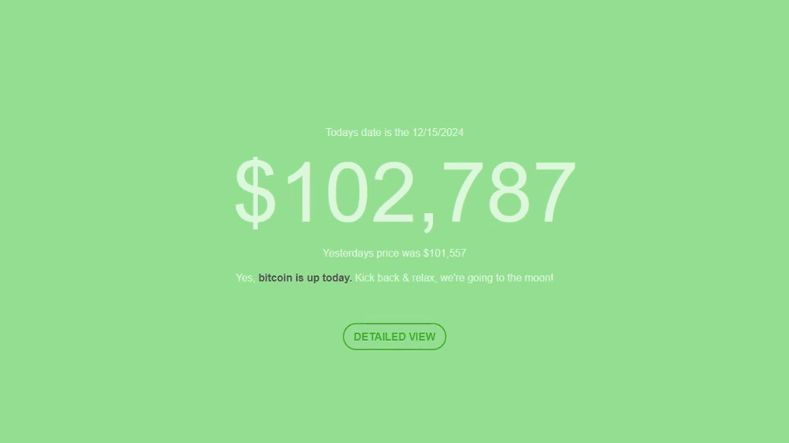 Todays date is the 12/15/2024
$102,787
Yesterdays price was $101,557
Yes, bitcoin is up today. Kick back & relax, we're going to the moon!
DETAILED VIEW